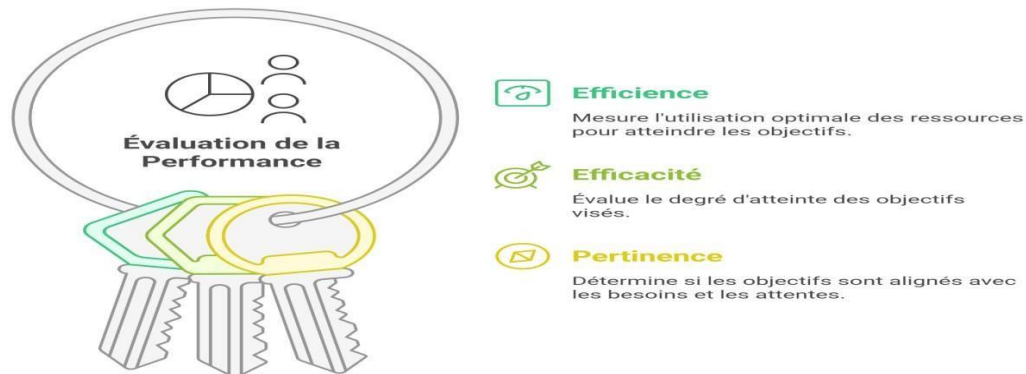 Évaluation de la
Performance
Efficience
Mesure l'utilisation optimale des ressources
pour atteindre les objectifs.
Efficacité
Évalue le degré d'atteinte des objectifs
visés.
Pertinence
Détermine si les objectifs sont alignés avec
les besoins et les attentes.